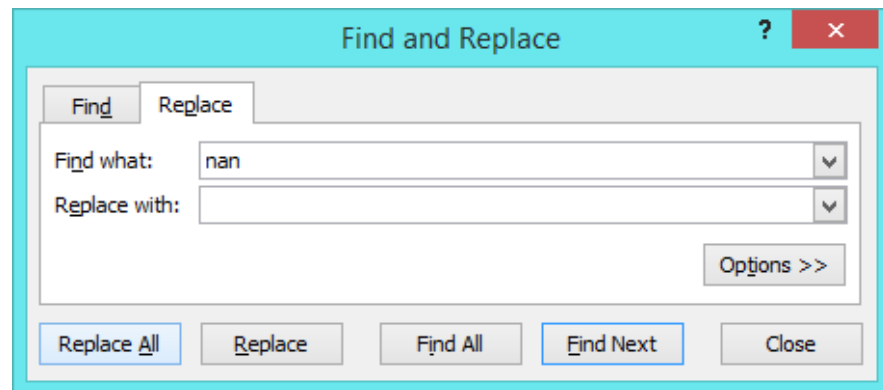 Find and Replace ? ×
Find Replace
Find what: nan
Replace with:
Options >>
Replace All Replace Find All Find Next Close